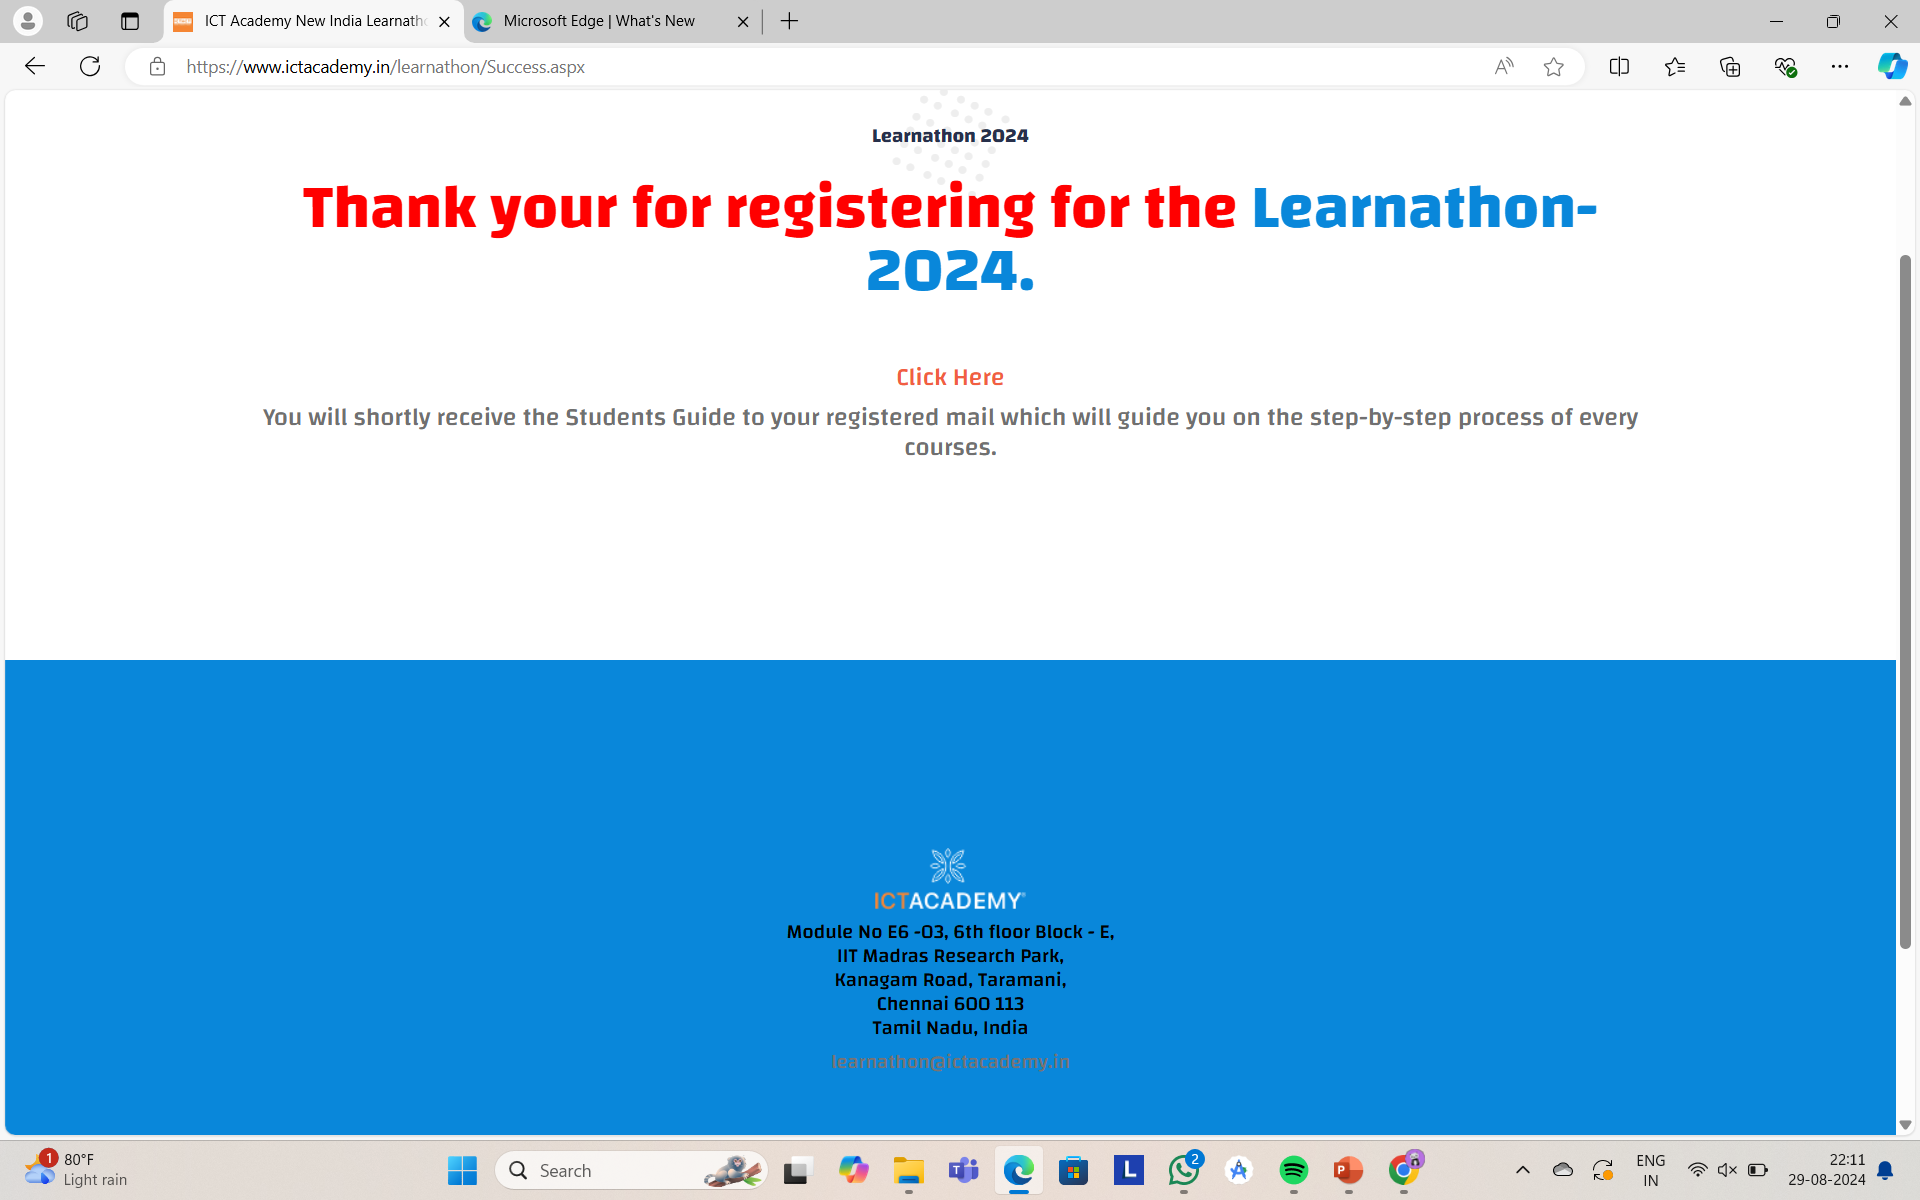 ICT Academy New India Learnath
Microsoft Edge | What's New
https://www.ictacademy.in/learnathon/Success.aspx
Learnathon 2024
Thank your for registering for the Learnathon-
2024.
Click Here
You will shortly receive the Students Guide to your registered mail which will guide you on the step-by-step process of every
courses.
ICTACADEMY
Module No E6 -03, 6th floor Block - E,
IIT Madras Research Park,
Kanagam Road, Taramani,
Chennai 600 113
Tamil Nadu, India
learnathon@ictacademy.in
1
80°F
Light rain
Search
L
2
ENG
IN
22:11
29-08-2024